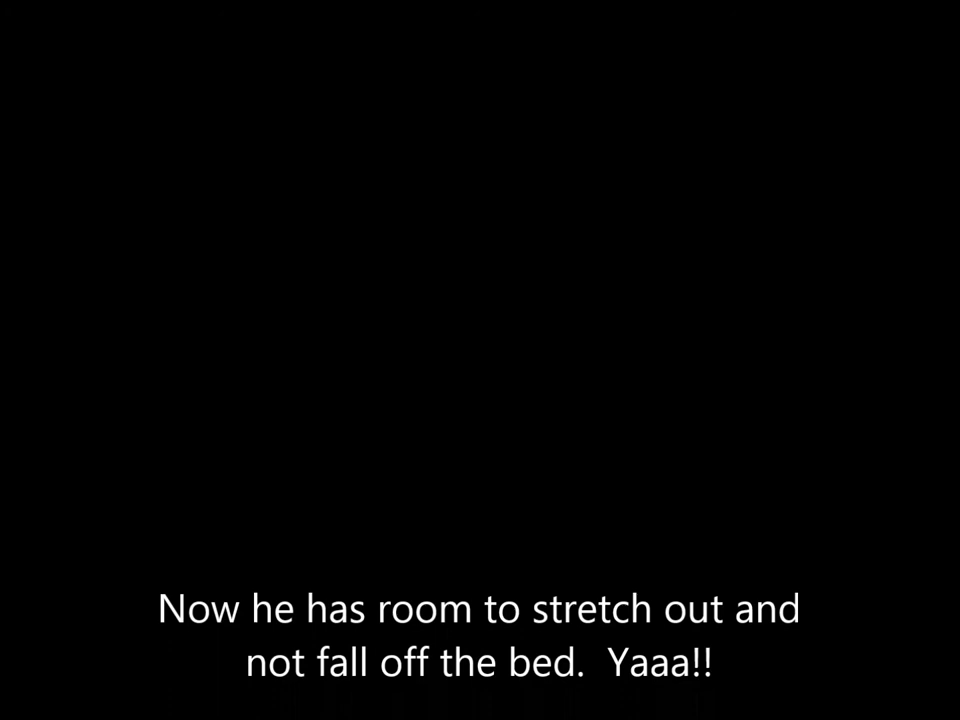 Now he has room to stretch out and
not fall off the bed.  Yaaa!!